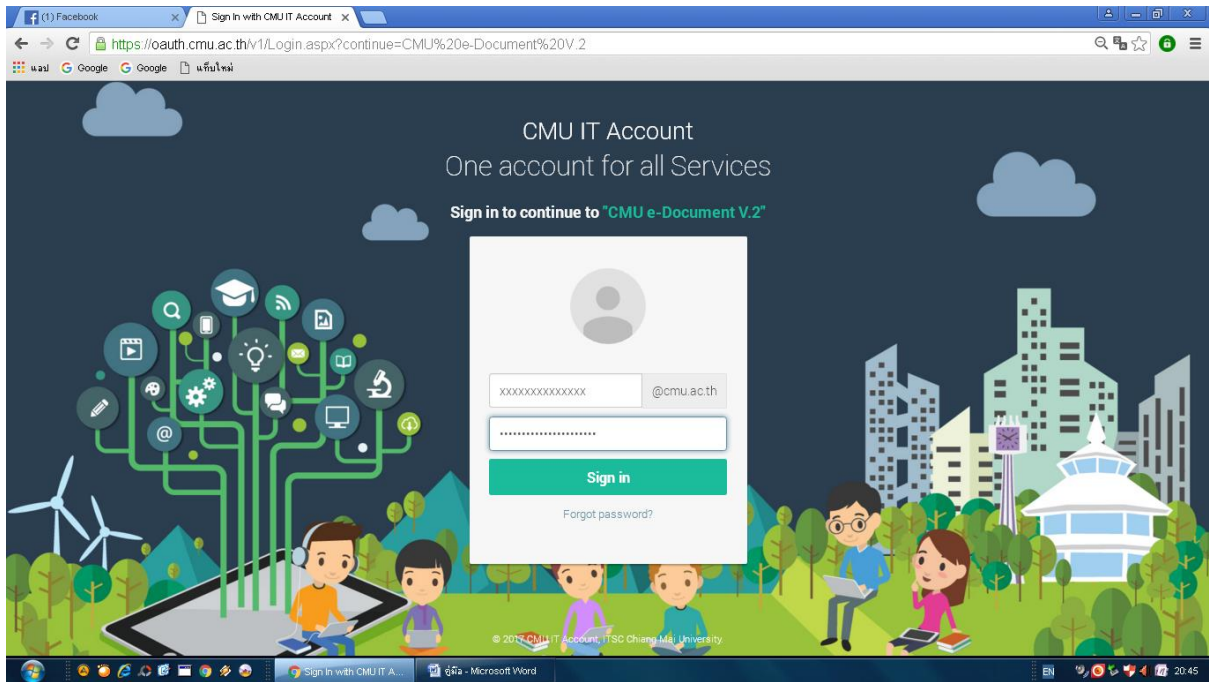 (1) Facebook
Sign In with CMU IT Account
https://oauth.cmu.ac.th/v1/Login.aspx?continue=CMU%20e-Document%20V.2
แอป Google Google แท็บใหม่
CMU IT Account
One account for all Services
Sign in to continue to "CMU e-Document V.2"
xxxxxxxxxxxxxx @cmu.ac.th
Sign in
Forgot password?
© 2017 CMU IT Account, ITSC Chiang Mai University.
Sign In with CMU IT A... คู่มือ - Microsoft Word EN 20:45